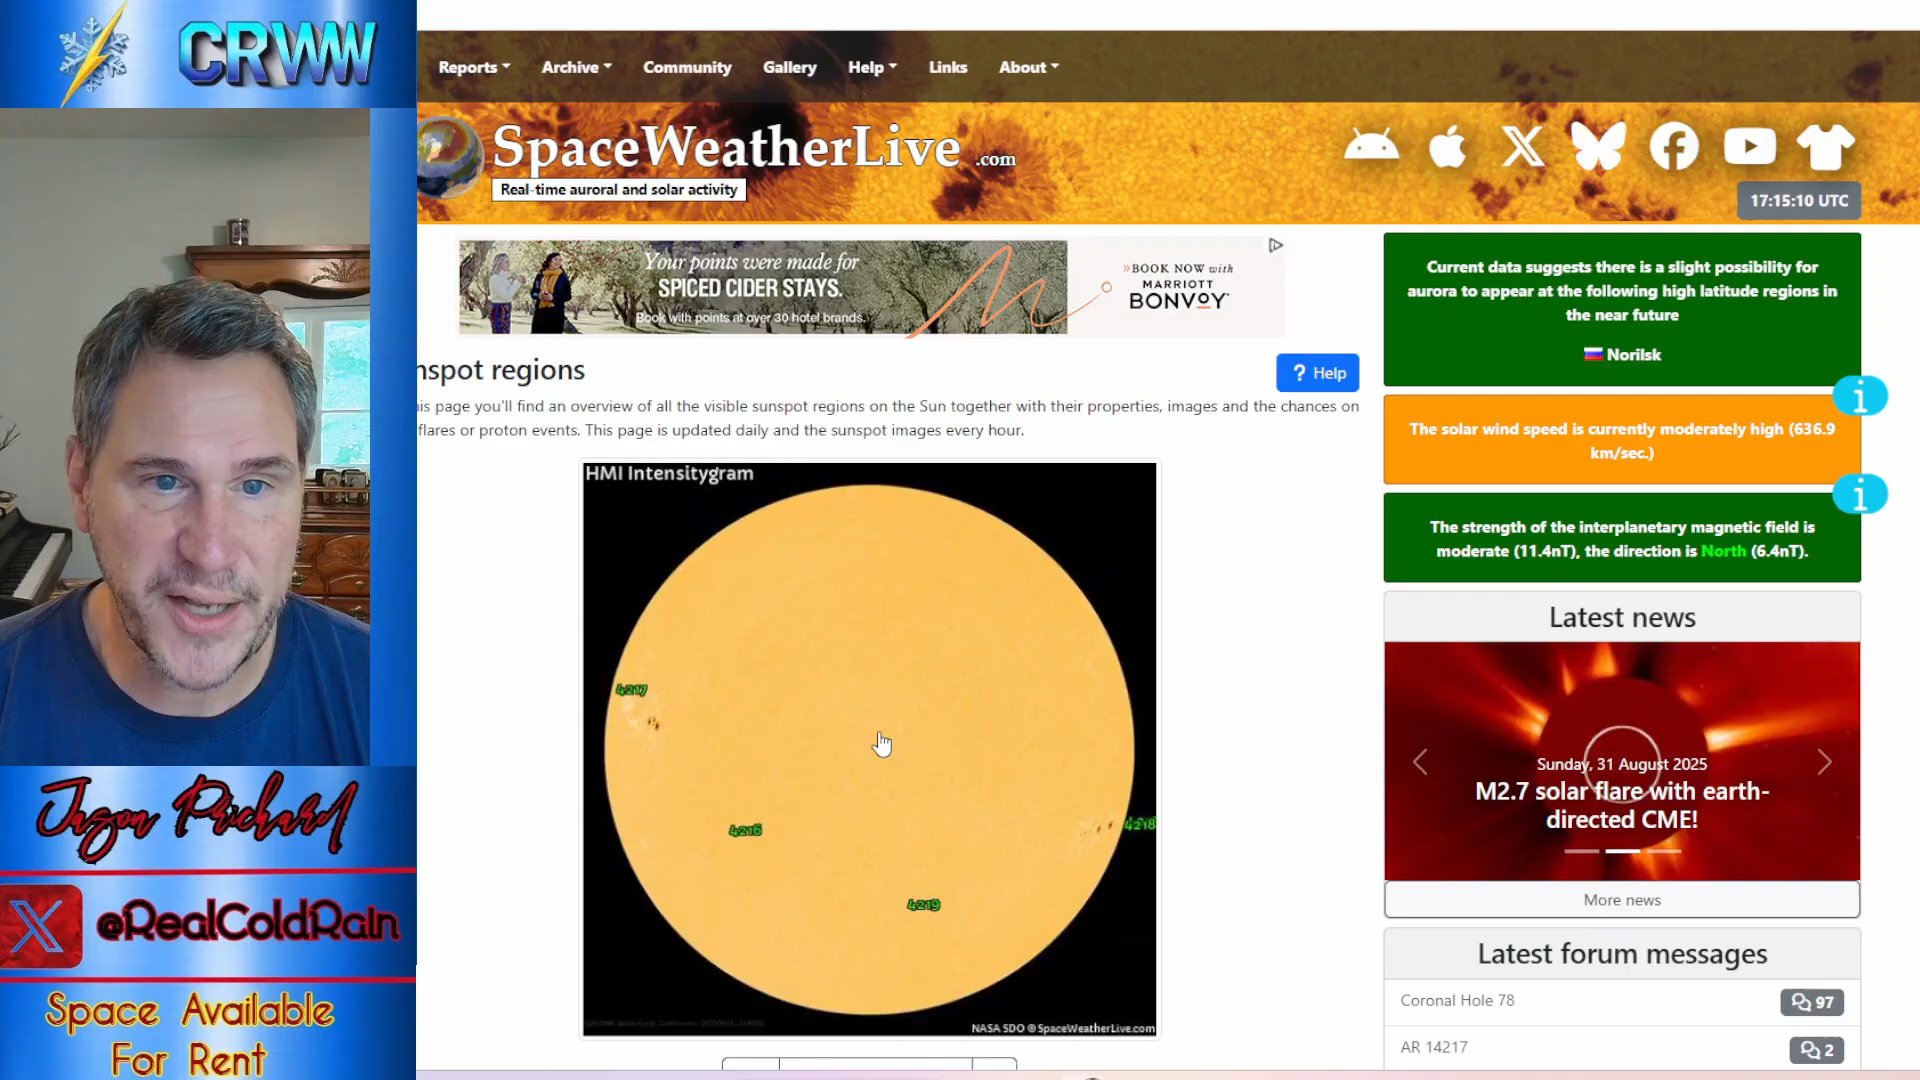 CRWW
Reports
Archive
Community
Gallery
Help
Links
About
SpaceWeatherLive .com
Real-time auroral and solar activity
17:15:10 UTC
Your points were made for
SPICED CIDER STAYS.
Book with points at over 30 hotel brands.
»BOOK NOW with
MARRIOTT
BONVOY
nspot regions
? Help
is page you'll find an overview of all the visible sunspot regions on the Sun together with their properties, images and the chances on
flares or proton events. This page is updated daily and the sunspot images every hour.
HMI Intensitygram
4217
4216
4218
4219
NASA SDO © SpaceWeatherLive.com
Current data suggests there is a slight possibility for
aurora to appear at the following high latitude regions in
the near future
Norilsk
i
The solar wind speed is currently moderately high (636.9
km/sec.)
i
The strength of the interplanetary magnetic field is
moderate (11.4nT), the direction is North (6.4nT).
Latest news
Sunday, 31 August 2025
M2.7 solar flare with earth-
directed CME!
More news
Latest forum messages
Coronal Hole 78
97
AR 14217
2
Jason Prichard
X @RealColdRain
Space Available
For Rent